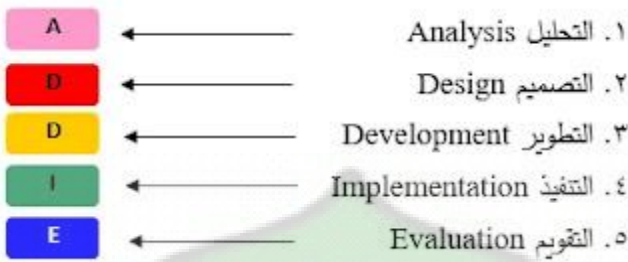 ١. التحليل Analysis A
٢. التصميم Design D
٣. التطوير Development D
٤. التنفيذ Implementation I
٥. التقويم Evaluation E